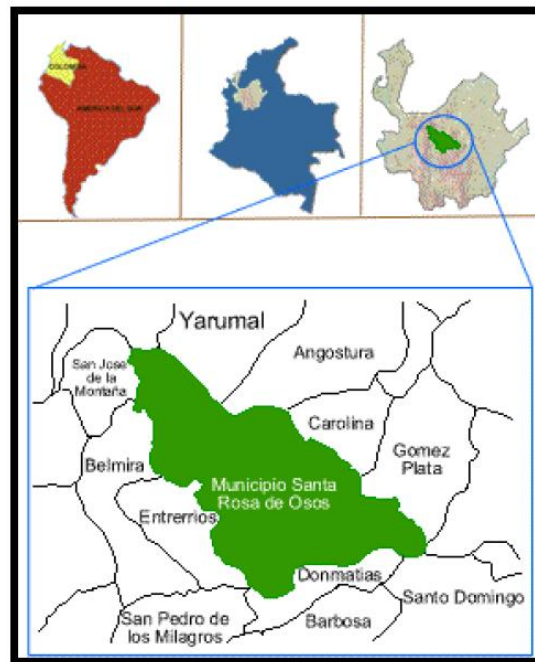 COLOMBIA
AMERICA DEL SUR
Yarumal
San Jose
de la
Montaña
Angostura
Carolina
Gomez
Plata
Belmira
Municipio Santa
Rosa de Osos
Entrerrios
Donmatias
Santo Domingo
San Pedro de
los Milagros
Barbosa